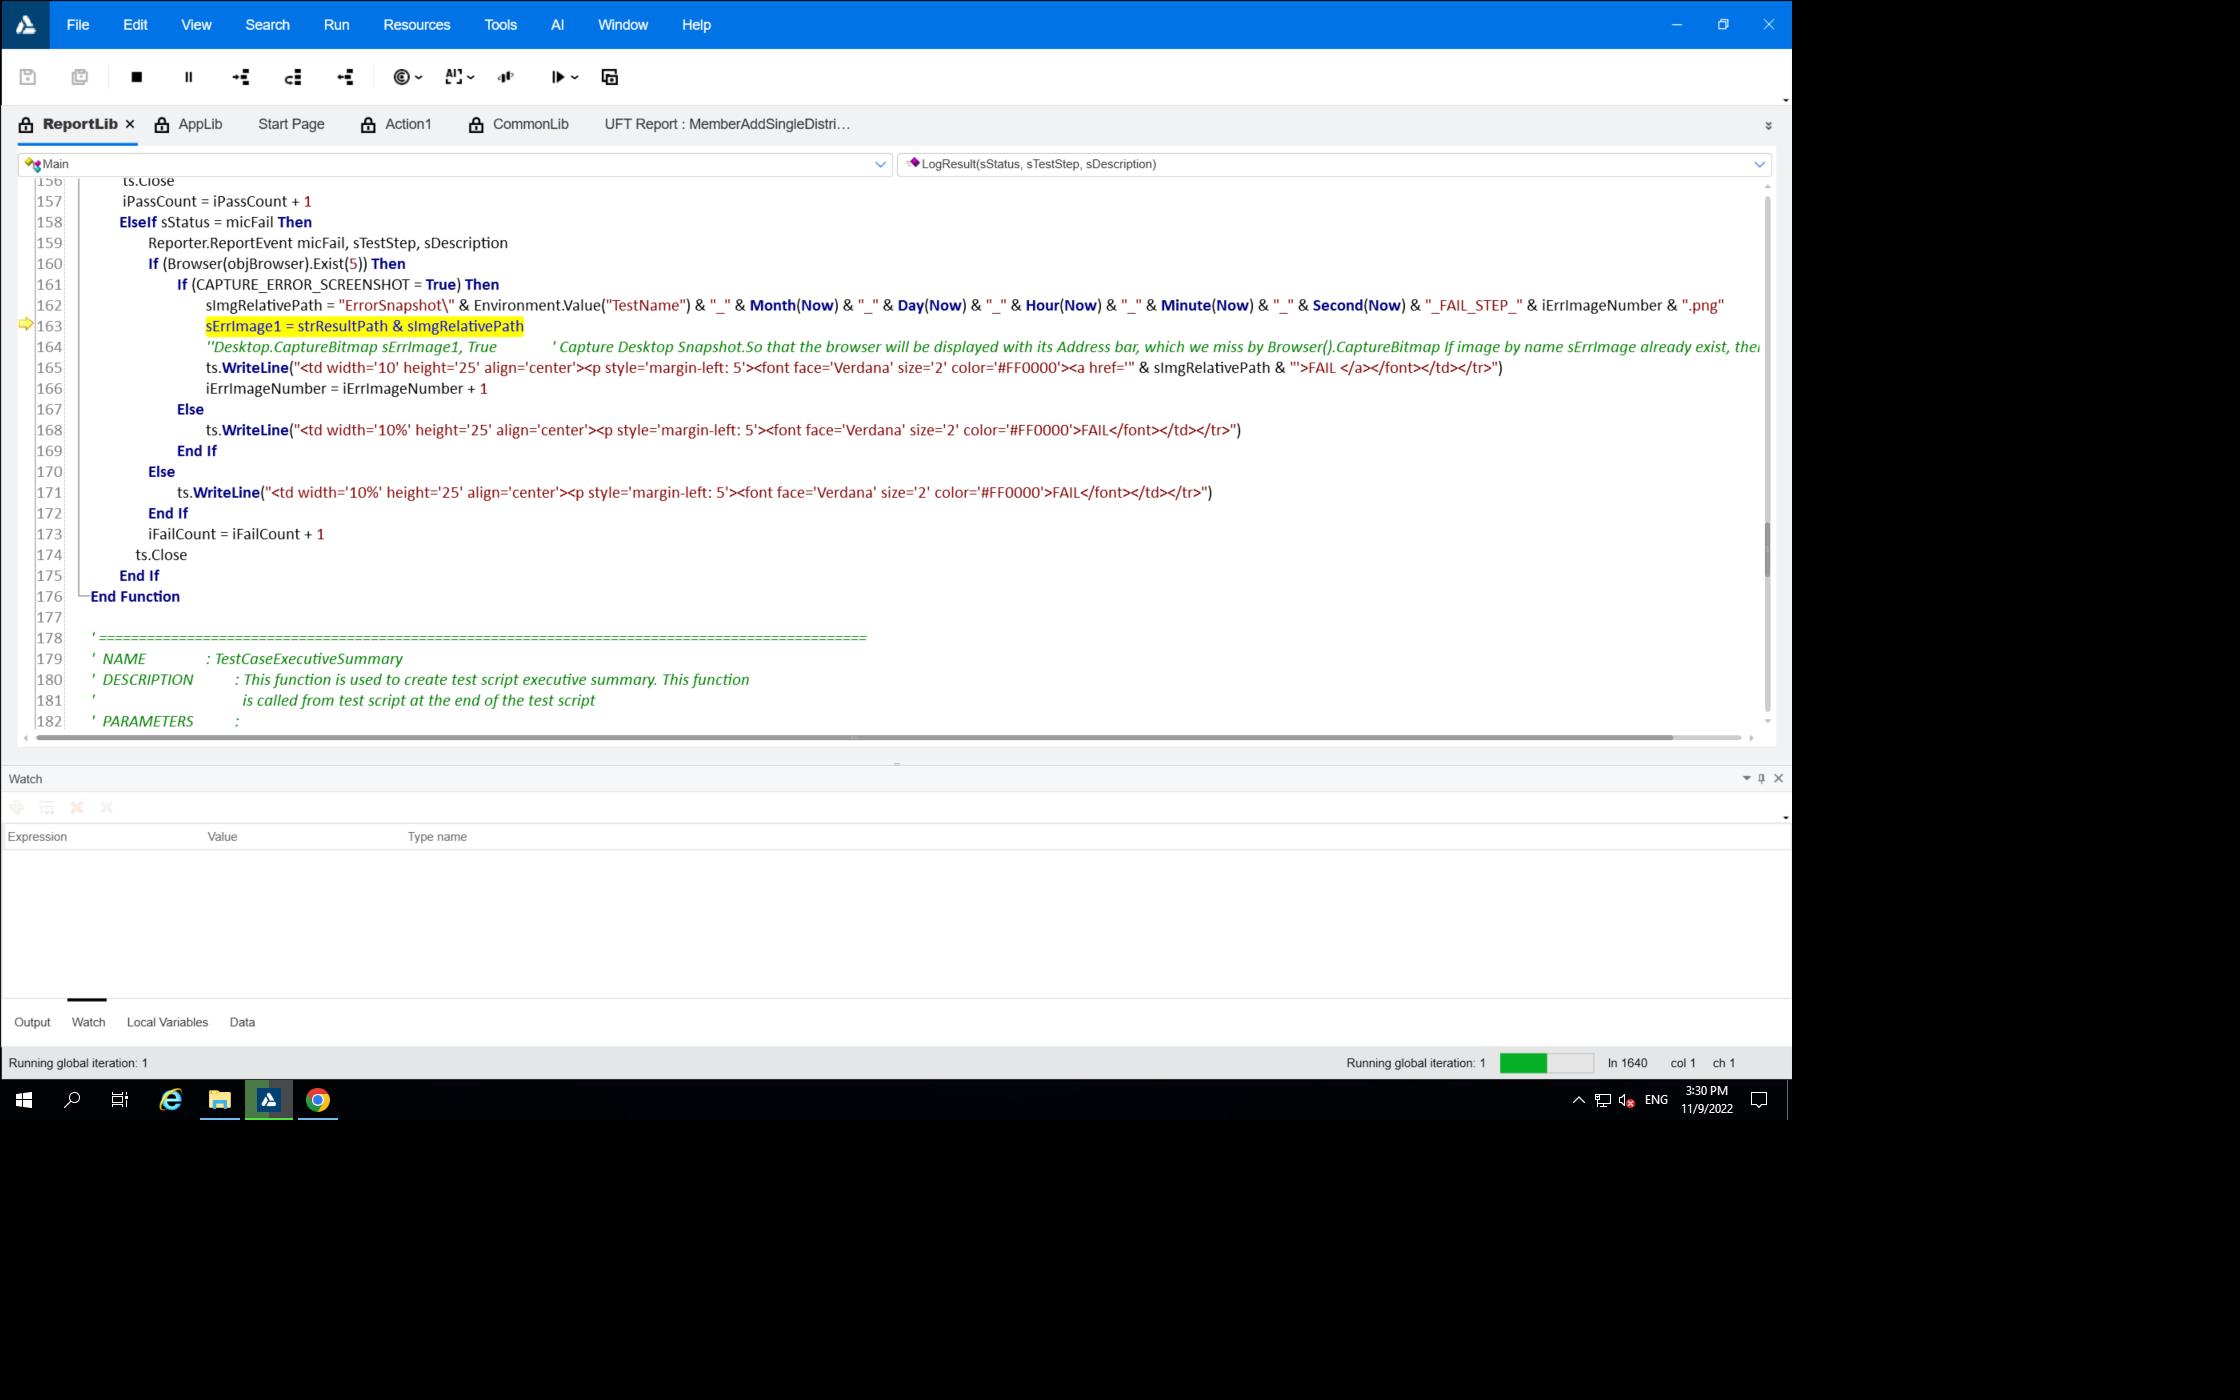 File Edit View Search Run Resources Tools AI Window Help
ReportLib AppLib Start Page Action1 CommonLib UFT Report : MemberAddSingleDistri…
Main LogResult(sStatus, sTestStep, sDescription)
156 ts.Close
157 iPassCount = iPassCount + 1
158 ElseIf sStatus = micFail Then
159 Reporter.ReportEvent micFail, sTestStep, sDescription
160 If (Browser(objBrowser).Exist(5)) Then
161 If (CAPTURE_ERROR_SCREENSHOT = True) Then
162 sImgRelativePath = "ErrorSnapshot\" & Environment.Value("TestName") & "_" & Month(Now) & "_" & Day(Now) & "_" & Hour(Now) & "_" & Minute(Now) & "_" & Second(Now) & "_FAIL_STEP_" & iErrImageNumber & ".png"
163 sErrImage1 = strResultPath & sImgRelativePath
164 ''Desktop.CaptureBitmap sErrImage1, True ' Capture Desktop Snapshot.So that the browser will be displayed with its Address bar, which we miss by Browser().CaptureBitmap If image by name sErrImage already exist, then
165 ts.WriteLine("<td width='10' height='25' align='center'><p style='margin-left: 5'><font face='Verdana' size='2' color='#FF0000'><a href='" & sImgRelativePath & "'>FAIL </a></font></td></tr>")
166 iErrImageNumber = iErrImageNumber + 1
167 Else
168 ts.WriteLine("<td width='10%' height='25' align='center'><p style='margin-left: 5'><font face='Verdana' size='2' color='#FF0000'>FAIL</font></td></tr>")
169 End If
170 Else
171 ts.WriteLine("<td width='10%' height='25' align='center'><p style='margin-left: 5'><font face='Verdana' size='2' color='#FF0000'>FAIL</font></td></tr>")
172 End If
173 iFailCount = iFailCount + 1
174 ts.Close
175 End If
176 End Function
177
178 ' ================================================================================================
179 ' NAME : TestCaseExecutiveSummary
180 ' DESCRIPTION : This function is used to create test script executive summary. This function
181 ' is called from test script at the end of the test script
182 ' PARAMETERS :
Watch
Expression Value Type name
Output Watch Local Variables Data
Running global iteration: 1 Running global iteration: 1 ln 1640 col 1 ch 1
ENG 3:30 PM
11/9/2022